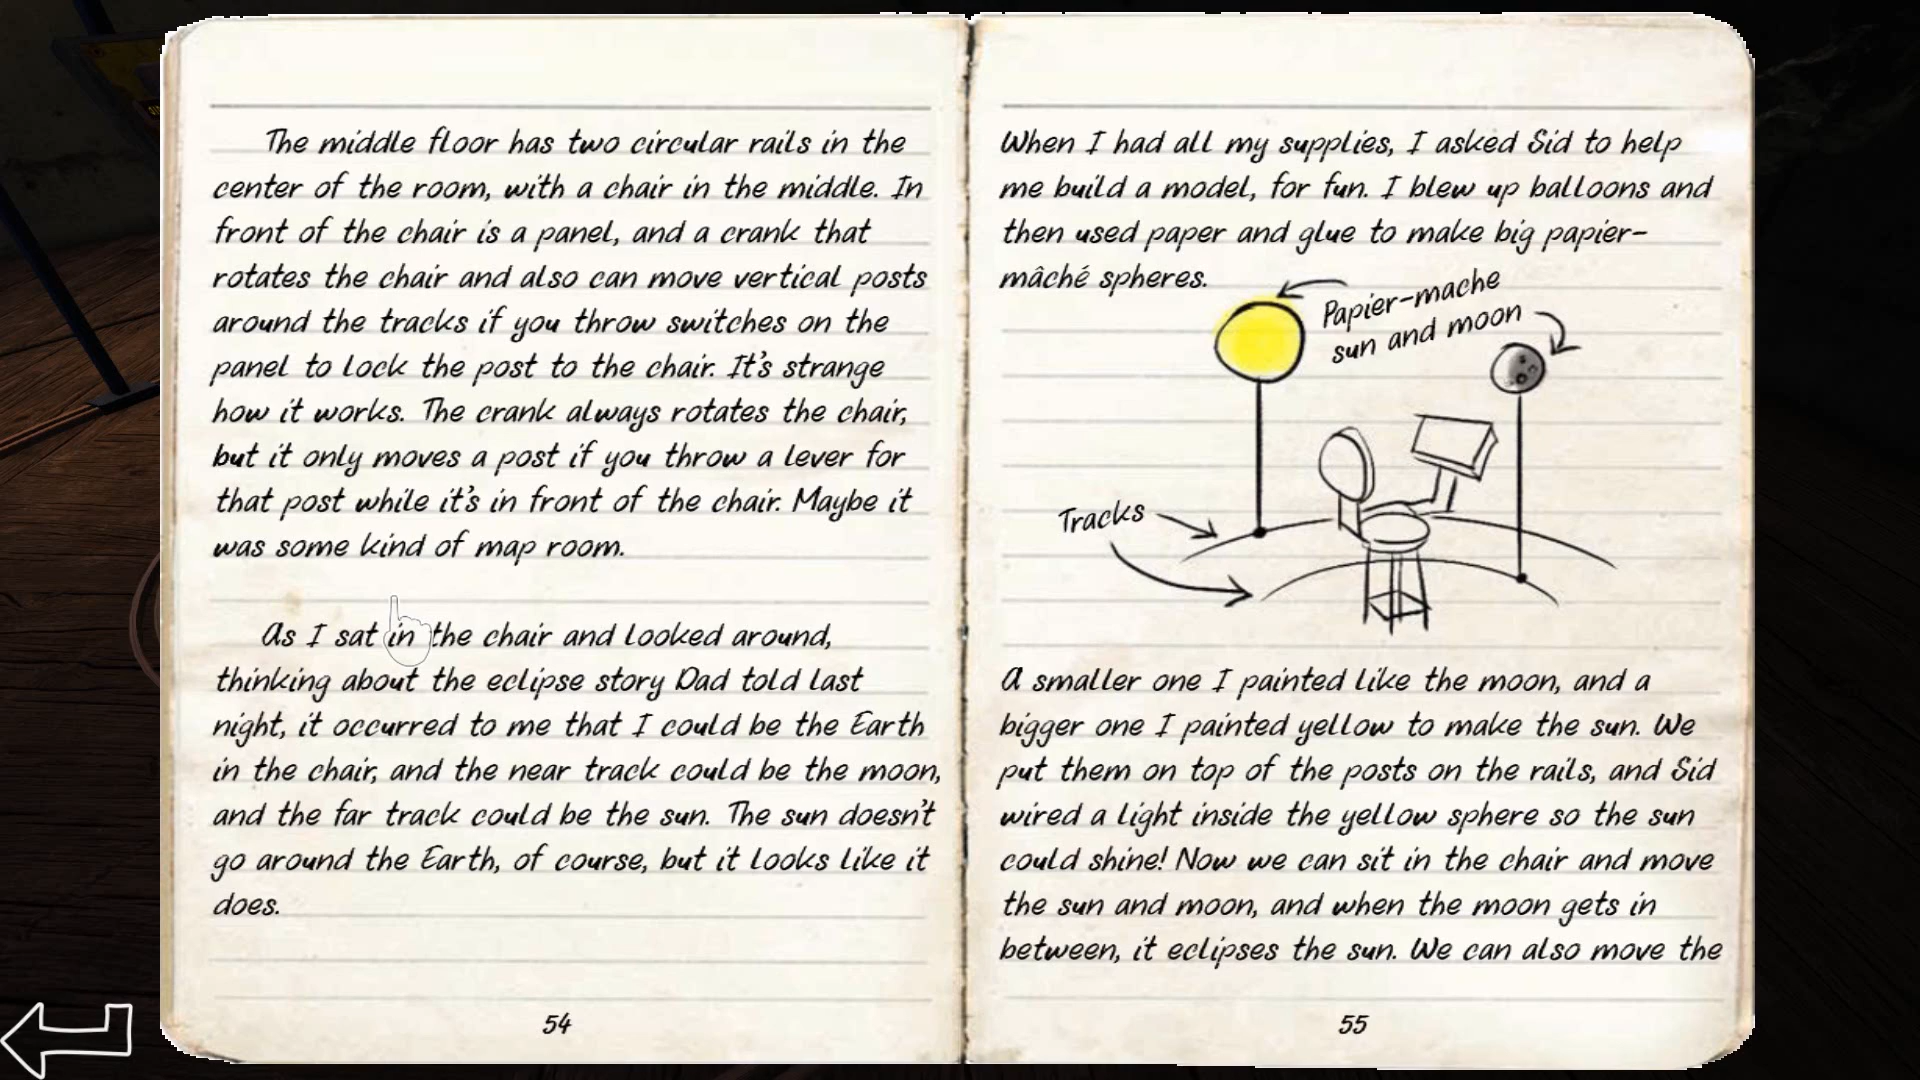 The middle floor has two circular rails in the
center of the room, with a chair in the middle. In
front of the chair is a panel, and a crank that
rotates the chair and also can move vertical posts
around the tracks if you throw switches on the
panel to lock the post to the chair. It's strange
how it works. The crank always rotates the chair,
but it only moves a post if you throw a lever for
that post while it's in front of the chair. Maybe it
was some kind of map room.
As I sat in the chair and looked around,
thinking about the eclipse story Dad told last
night, it occurred to me that I could be the Earth
in the chair, and the near track could be the moon,
and the far track could be the sun. The sun doesn't
go around the Earth, of course, but it looks like it
does.
54
When I had all my supplies, I asked Sid to help
me build a model, for fun. I blew up balloons and
then used paper and glue to make big papier-
mâché spheres.
Papier-mache
sun and moon
Tracks
A smaller one I painted like the moon, and a
bigger one I painted yellow to make the sun. We
put them on top of the posts on the rails, and Sid
wired a light inside the yellow sphere so the sun
could shine! Now we can sit in the chair and move
the sun and moon, and when the moon gets in
between, it eclipses the sun. We can also move the
55